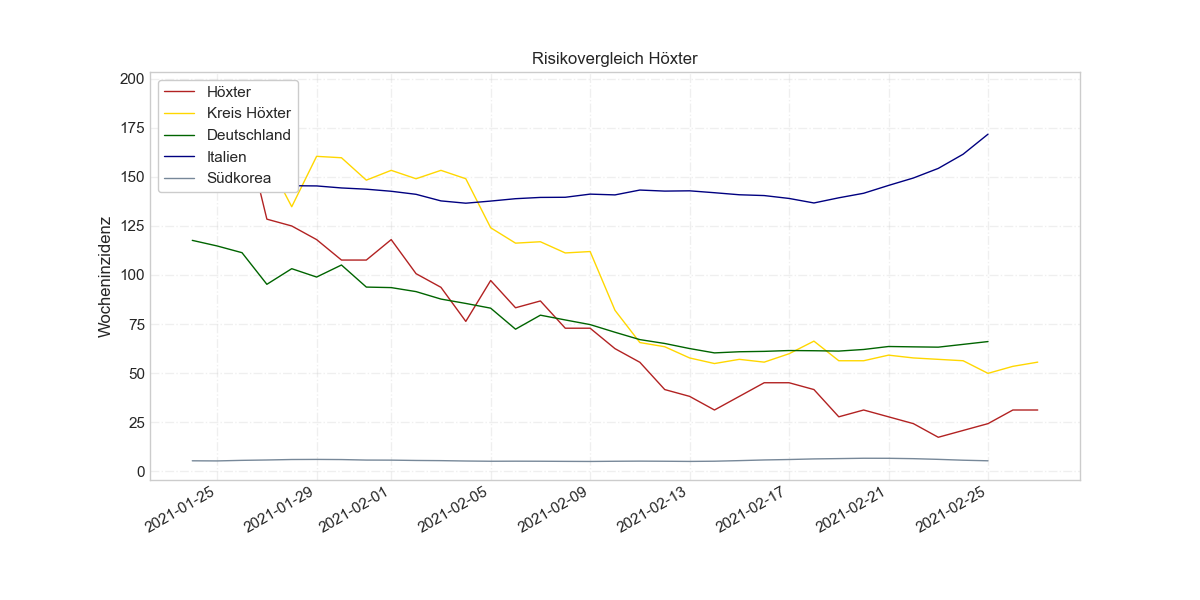 Risikovergleich Höxter
Wocheninzidenz
200
175
150
125
100
75
50
25
0
Höxter
Kreis Höxter
Deutschland
Italien
Südkorea
2021-01-25
2021-01-29
2021-02-01
2021-02-05
2021-02-09
2021-02-13
2021-02-17
2021-02-21
2021-02-25